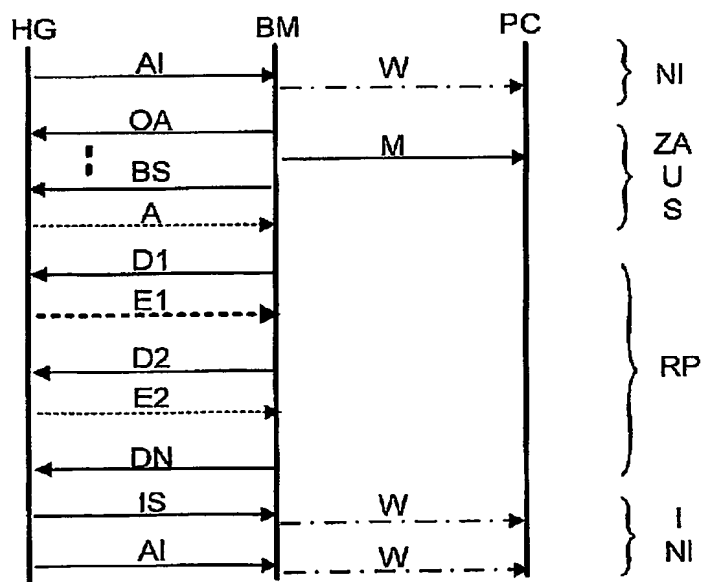 HG BM PC
AI W NI
OA
M ZA
BS U
A S
D1
E1
D2 RP
E2
DN
IS W I
AI W NI